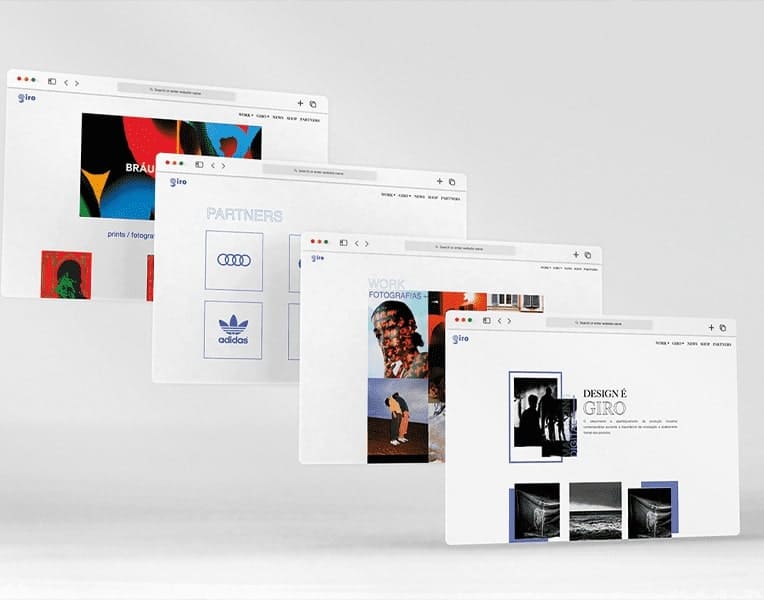 giro
Search or enter website name
WORK GIRO NEWS SHOP PARTNERS
BRÁU
prints / fotogra
Search or enter website name
giro
WORK GIRO NEWS SHOP PARTNERS
PARTNERS
adidas
Search or enter website name
giro
WORK GIRO NEWS SHOP PARTNERS
WORK
FOTOGRAFIAS –
Search or enter website name
giro
WORK GIRO NEWS SHOP PARTNERS
DESIGN É
GIRO